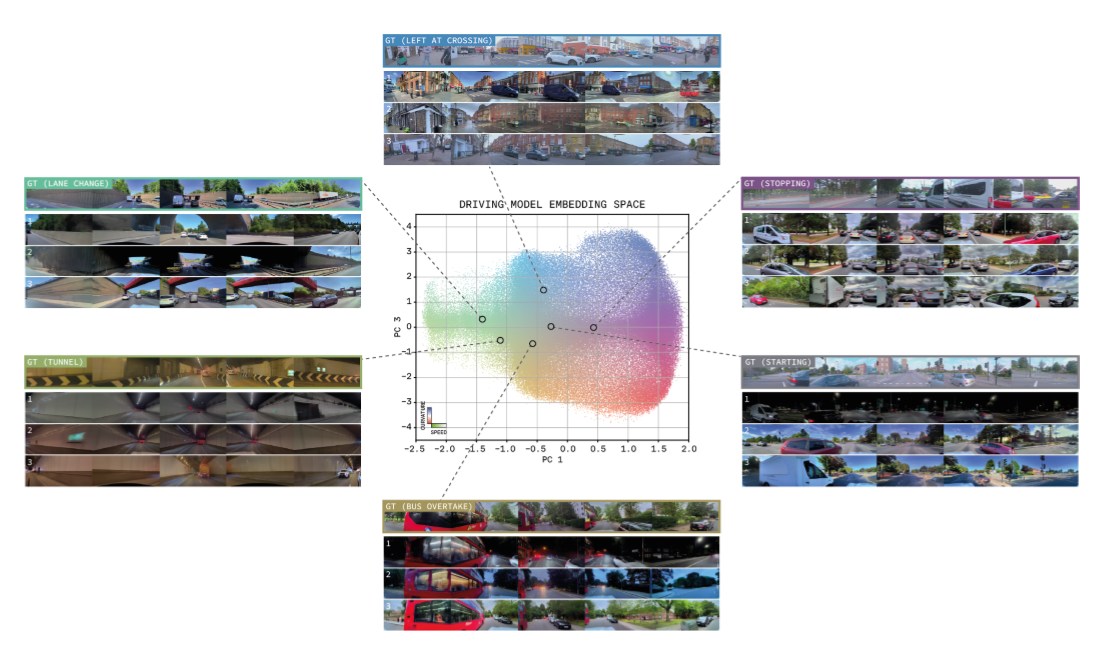 GT (LEFT AT CROSSING)
1
3
GT (LANE CHANGE)
1
2
3
GT (STOPPING)
1
2
3
DRIVING MODEL EMBEDDING SPACE
4
3
2
1
0
−1
−2
−3
−4
PC 3
CURVATURE
SPEED
−2.5 −2.0 −1.5 −1.0 −0.5 0.0 0.5 1.0 1.5 2.0
PC 1
GT (TUNNEL)
1
2
3
GT (STARTING)
1
2
3
GT (BUS OVERTAKE)
1
2
3